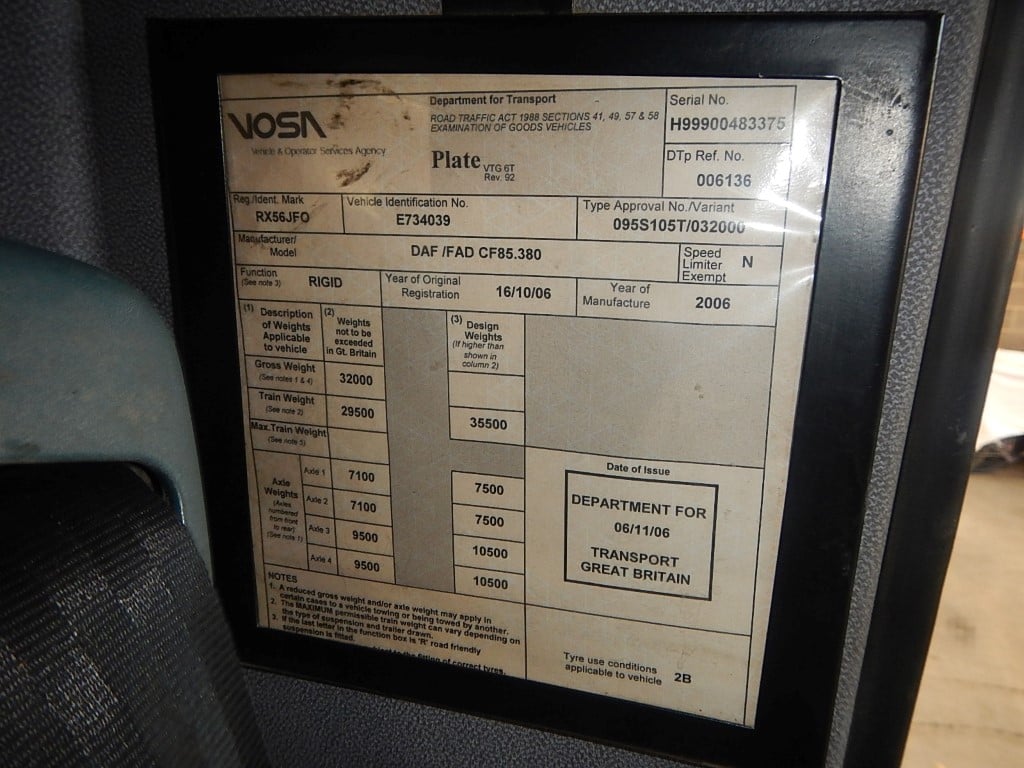 VOSA
Vehicle & Operator Services Agency
Department for Transport
ROAD TRAFFIC ACT 1988 SECTIONS 41, 49, 57 & 58
EXAMINATION OF GOODS VEHICLES
Plate VTG 6T
Rev. 92
Serial No.
H99900483375
DTp Ref. No.
006136
Reg./Ident. Mark
RX56JFO
Vehicle Identification No.
E734039
Type Approval No./Variant
095S105T/032000
Manufacturer/
Model
DAF /FAD CF85.380
Speed
Limiter
Exempt
N
Function
(See note 3)
RIGID
Year of Original
Registration
16/10/06
Year of
Manufacture
2006
(1) Description
of Weights
Applicable
to vehicle
(2) Weights
not to be
exceeded
in Gt. Britain
(3) Design
Weights
(If higher than
shown in
column 2)
Gross Weight
(See notes 1 & 4)
32000
Train Weight
(See note 2)
29500
35500
Max.Train Weight
(See note 5)
Axle
Weights
(Axles
numbered
from front
to rear)
(See note 1)
Axle 1
7100
7500
Axle 2
7100
7500
Axle 3
9500
10500
Axle 4
9500
10500
Date of Issue
DEPARTMENT FOR
06/11/06
TRANSPORT
GREAT BRITAIN
NOTES
1. A reduced gross weight and/or axle weight may apply in
certain cases to a vehicle towing or being towed by another.
2. The MAXIMUM permissible train weight can vary depending on
the type of suspension and trailer drawn.
3. If the last letter in the function box is 'R' road friendly
suspension is fitted.
to the fitting of correct tyres.
Tyre use conditions
applicable to vehicle 2B